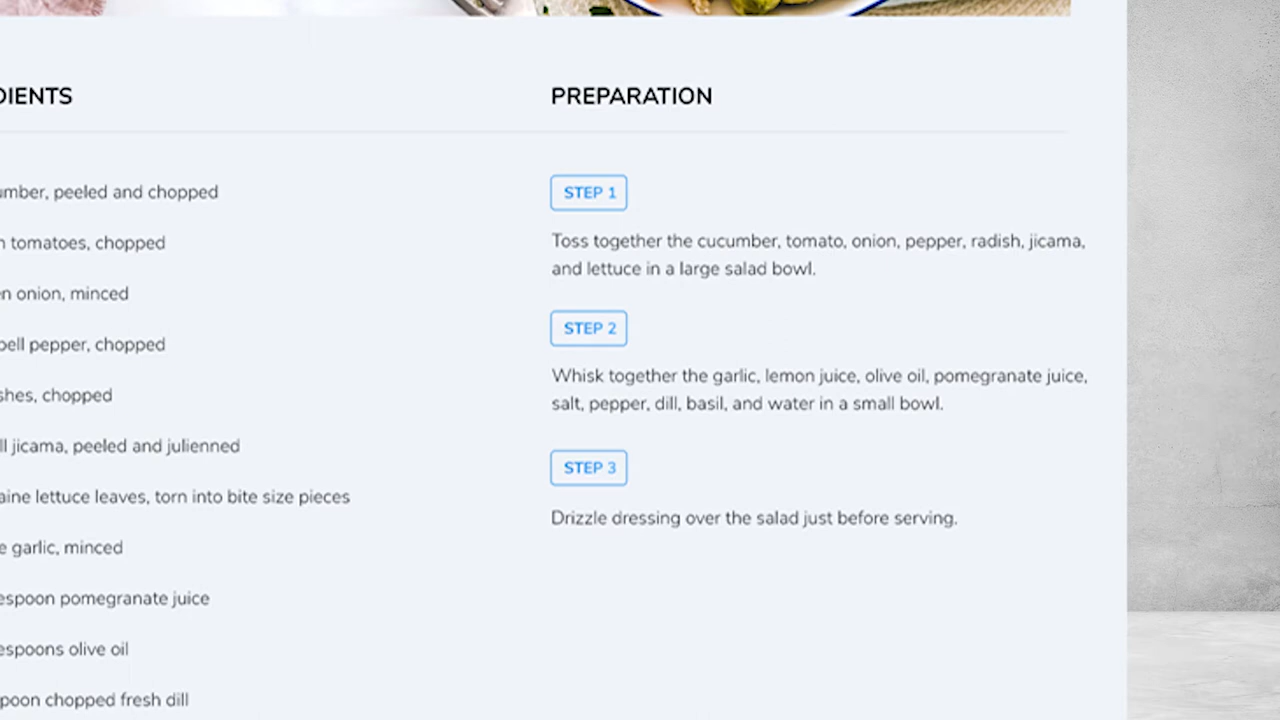 DIENTS
umber, peeled and chopped
tomatoes, chopped
onion, minced
bell pepper, chopped
shes, chopped
jicama, peeled and julienned
aine lettuce leaves, torn into bite size pieces
garlic, minced
espoon pomegranate juice
espoons olive oil
poon chopped fresh dill
PREPARATION
STEP 1
Toss together the cucumber, tomato, onion, pepper, radish, jicama,
and lettuce in a large salad bowl.
STEP 2
Whisk together the garlic, lemon juice, olive oil, pomegranate juice,
salt, pepper, dill, basil, and water in a small bowl.
STEP 3
Drizzle dressing over the salad just before serving.